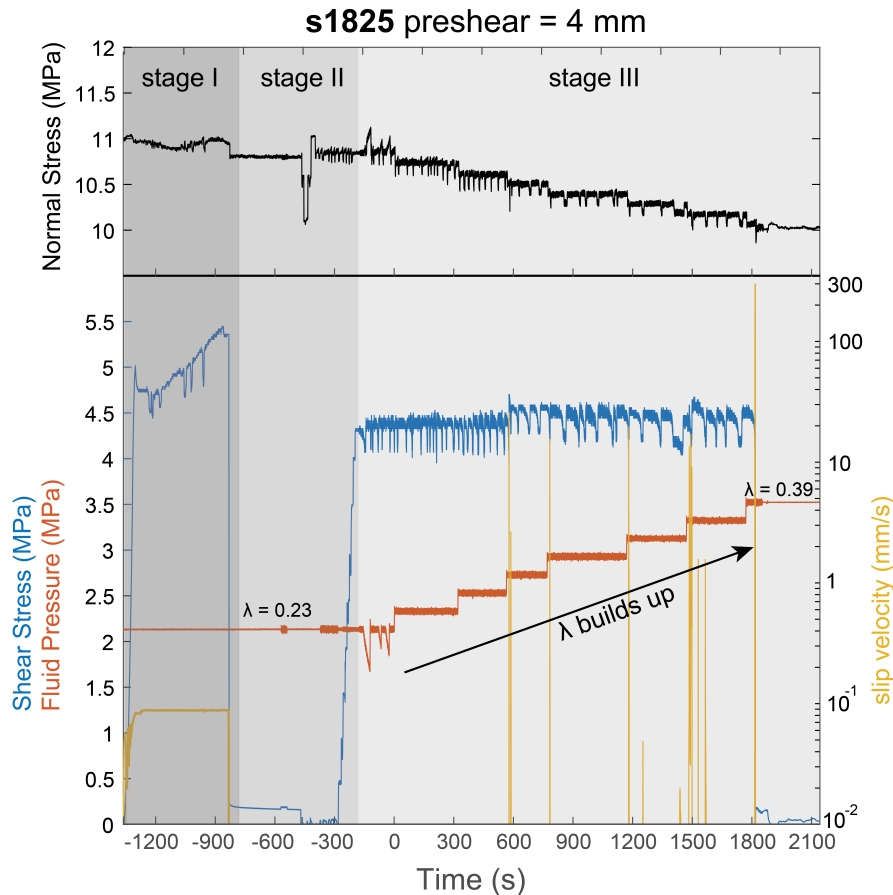 s1825 preshear = 4 mm
stage I
stage II
stage III
Normal Stress (MPa)
12
11.5
11
10.5
10
Shear Stress (MPa)
Fluid Pressure (MPa)
5.5
5
4.5
4
3.5
3
2.5
2
1.5
1
0.5
0
λ = 0.23
λ = 0.39
λ builds up
300
100
10
1
10-1
10-2
slip velocity (mm/s)
-1200 -900 -600 -300 0 300 600 900 1200 1500 1800 2100
Time (s)